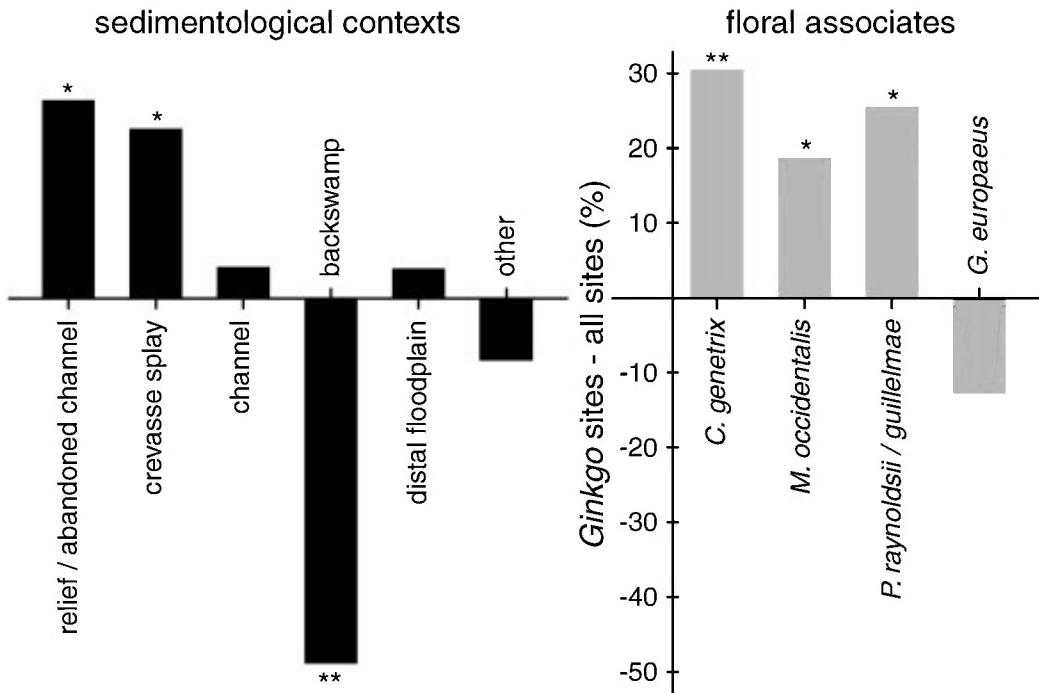 sedimentological contexts
*
*
backswamp
other
relief / abandoned channel
crevasse splay
channel
distal floodplain
**
floral associates
Ginkgo sites - all sites (%)
30
20
10
-10
-20
-30
-40
-50
**
*
*
G. europaeus
C. genetrix
M. occidentalis
P. raynoldsii / guillelmae